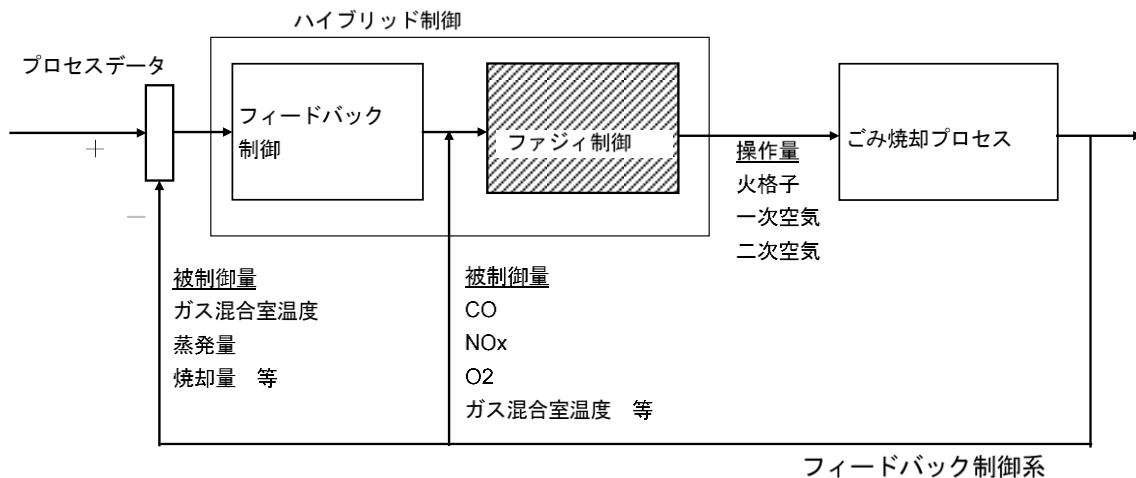 ハイブリッド制御
プロセスデータ
フィードバック
制御
ファジィ制御
ごみ焼却プロセス
+
−
操作量
火格子
一次空気
二次空気
被制御量
ガス混合室温度
蒸発量
焼却量　等
被制御量
CO
NOx
O2
ガス混合室温度　等
フィードバック制御系